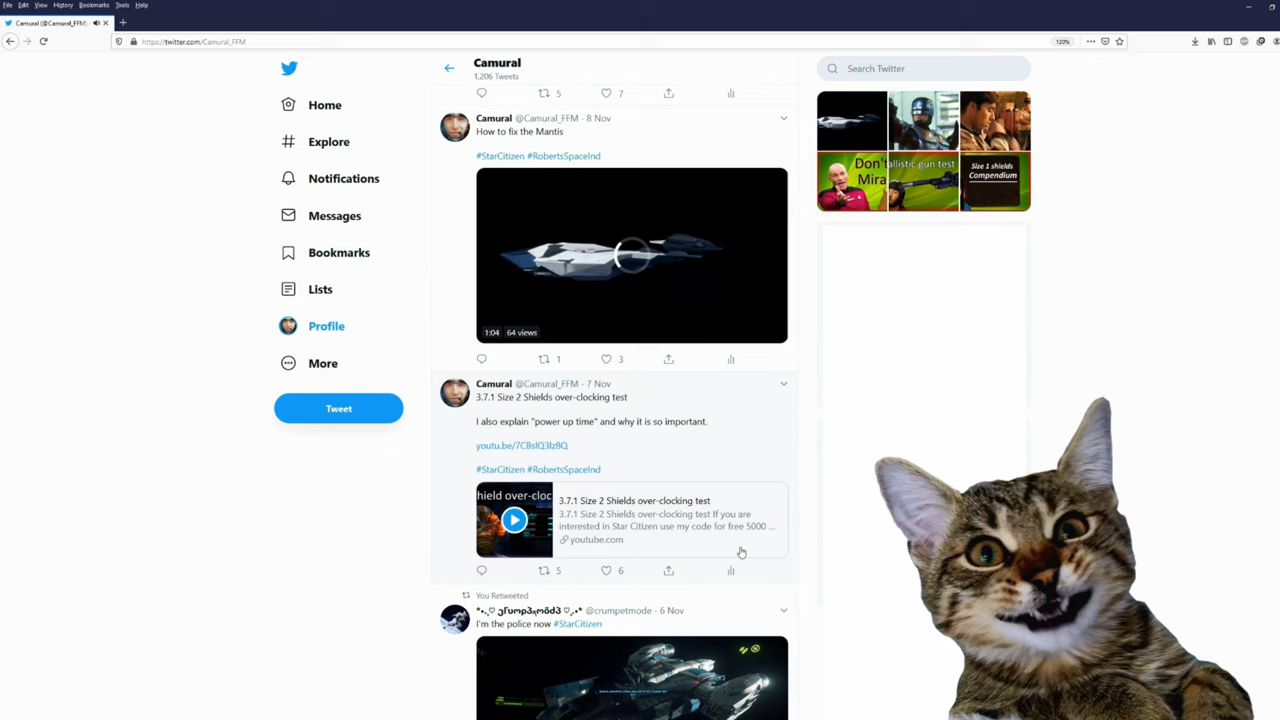 File Edit View History Bookmarks Tools Help
Camural (@Camural_FFM)
https://twitter.com/Camural_FFM
120%
Home
Explore
Notifications
Messages
Bookmarks
Lists
Profile
More
Tweet
Camural
1,206 Tweets
5 7
Camural @Camural_FFM · 8 Nov
How to fix the Mantis
#StarCitizen #RobertsSpaceInd
1:04 64 views
1 3
Camural @Camural_FFM · 7 Nov
3.7.1 Size 2 Shields over-clocking test
I also explain "power up time" and why it is so important.
#StarCitizen #RobertsSpaceInd
hield over-cloc
3.7.1 Size 2 Shields over-clocking test
3.7.1 Size 2 Shields over-clocking test If you are
interested in Star Citizen use my code for free 5000 ...
youtube.com
5 6
You Retweeted
@crumpetmode · 6 Nov
I'm the police now #StarCitizen
Search Twitter
Don'
Mira
allistic gun test
Size 1 shields
Compendium